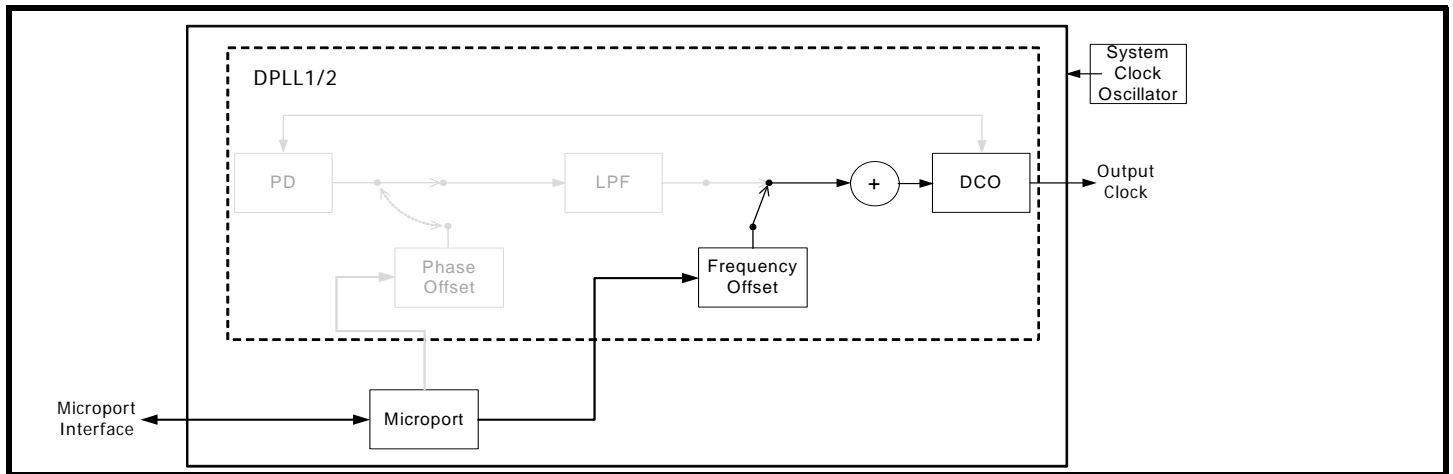 System
Clock
Oscillator
DPLL1/2
PD
LPF
+
DCO
Output
Clock
Phase
Offset
Frequency
Offset
Microport
Interface
Microport